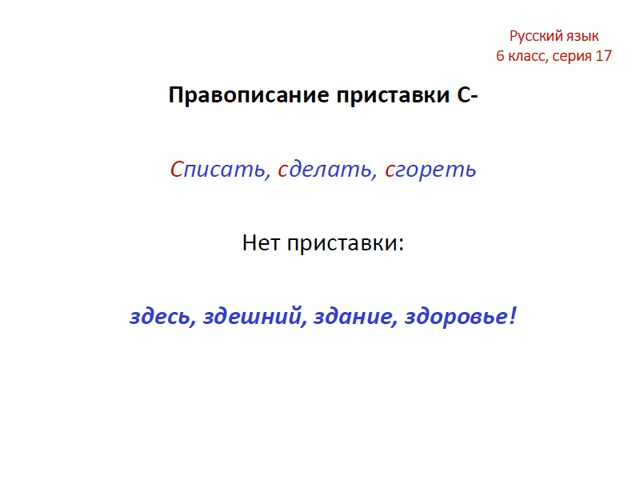 Русский язык
6 класс, серия 17
Правописание приставки С-
Списать, сделать, сгореть
Нет приставки:
здесь, здешний, здание, здоровье!